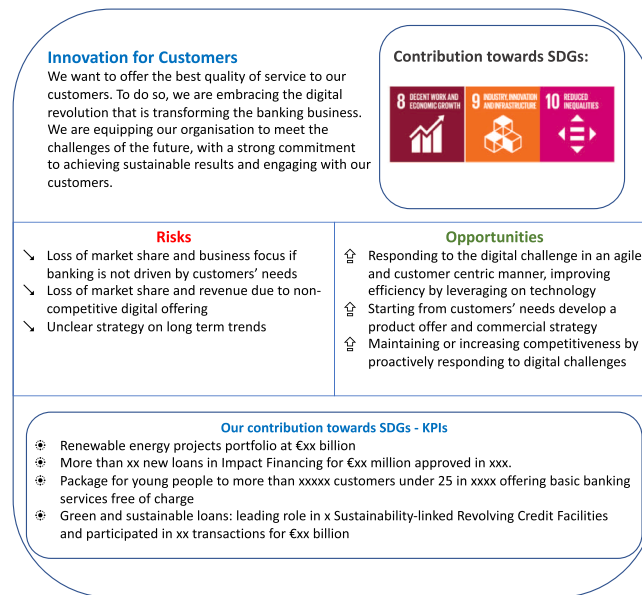 Innovation for Customers
We want to offer the best quality of service to our
customers. To do so, we are embracing the digital
revolution that is transforming the banking business.
We are equipping our organisation to meet the
challenges of the future, with a strong commitment
to achieving sustainable results and engaging with our
customers.
Contribution towards SDGs:
8 DECENT WORK AND
ECONOMIC GROWTH
9 INDUSTRY, INNOVATION
AND INFRASTRUCTURE
10 REDUCED
INEQUALITIES
Risks
Loss of market share and business focus if
banking is not driven by customers’ needs
Loss of market share and revenue due to non-
competitive digital offering
Unclear strategy on long term trends
Opportunities
Responding to the digital challenge in an agile
and customer centric manner, improving
efficiency by leveraging on technology
Starting from customers’ needs develop a
product offer and commercial strategy
Maintaining or increasing competitiveness by
proactively responding to digital challenges
Our contribution towards SDGs - KPIs
Renewable energy projects portfolio at €xx billion
More than xx new loans in Impact Financing for €xx million approved in xxx.
Package for young people to more than xxxxx customers under 25 in xxxx offering basic banking
services free of charge
Green and sustainable loans: leading role in x Sustainability-linked Revolving Credit Facilities
and participated in xx transactions for €xx billion